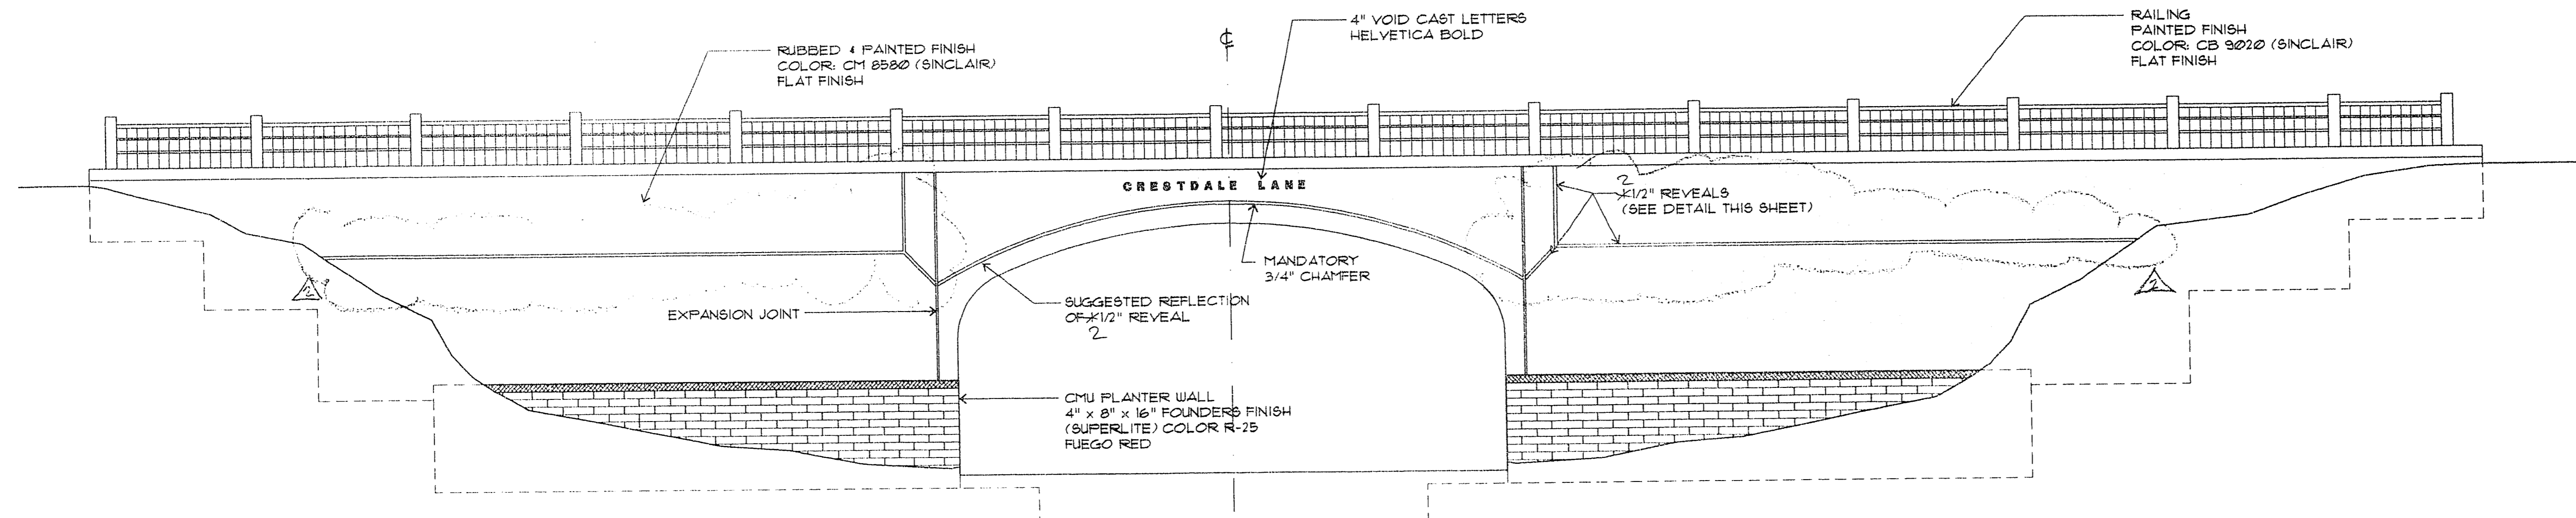 4" VOID CAST LETTERS
HELVETICA BOLD
RAILING
PAINTED FINISH
COLOR: CB 9020 (SINCLAIR)
FLAT FINISH
RUBBED & PAINTED FINISH
COLOR: CM 8580 (SINCLAIR)
FLAT FINISH
CRESTDALE LANE
2
1/2" REVEALS
(SEE DETAIL THIS SHEET)
MANDATORY
3/4" CHAMFER
2
2
SUGGESTED REFLECTION
OF 1/2" REVEAL
2
EXPANSION JOINT
CMU PLANTER WALL
4" x 8" x 16" FOUNDERS FINISH
(SUPERLITE) COLOR R-25
FUEGO RED